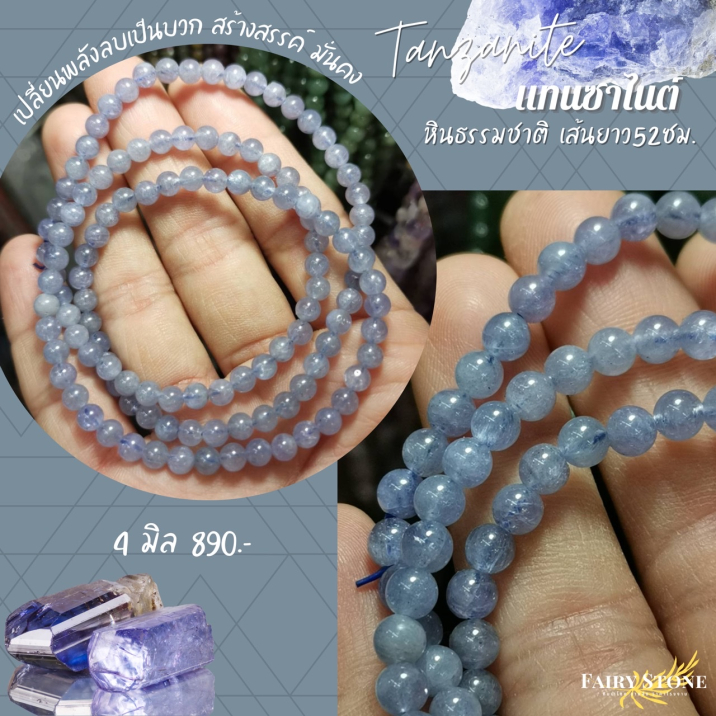 เปลี่ยนพลังลบเป็นบวก สร้างสรรค์ มั่นคง
Tanzanite
แทนซาไนต์
หินธรรมชาติ เส้นยาว52ซม.
4 มิล 890.-
FAIRY STONE